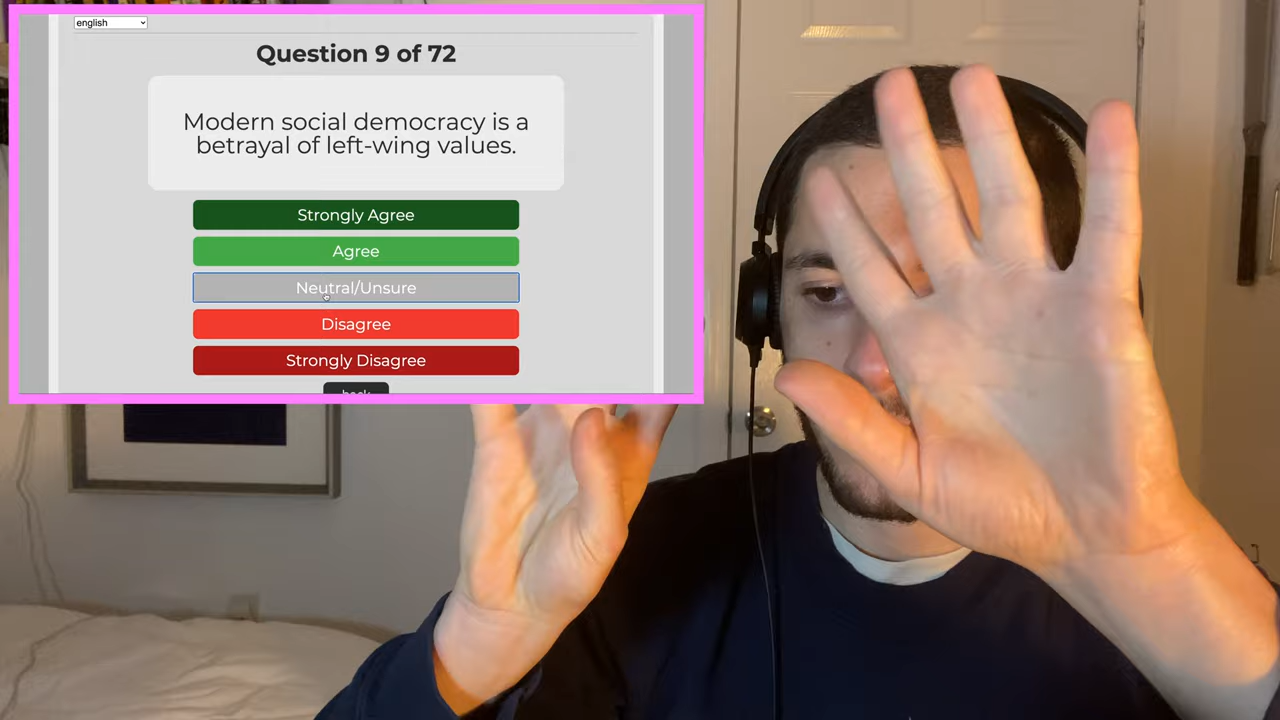 english
Question 9 of 72
Modern social democracy is a
betrayal of left-wing values.
Strongly Agree
Agree
Neutral/Unsure
Disagree
Strongly Disagree